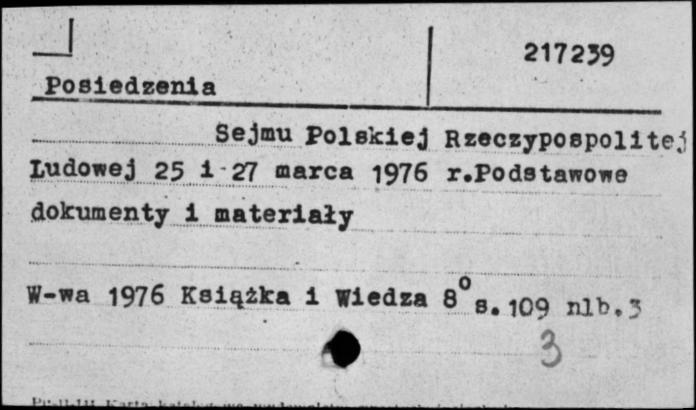 217239
Posiedzenia
Sejmu Polskiej Rzeczypospolitej
Ludowej 25 i 27 marca 1976 r.Podstawowe
dokumenty i materiały
W-wa 1976 Książka i Wiedza 8° s. 109 nlb. 3
3